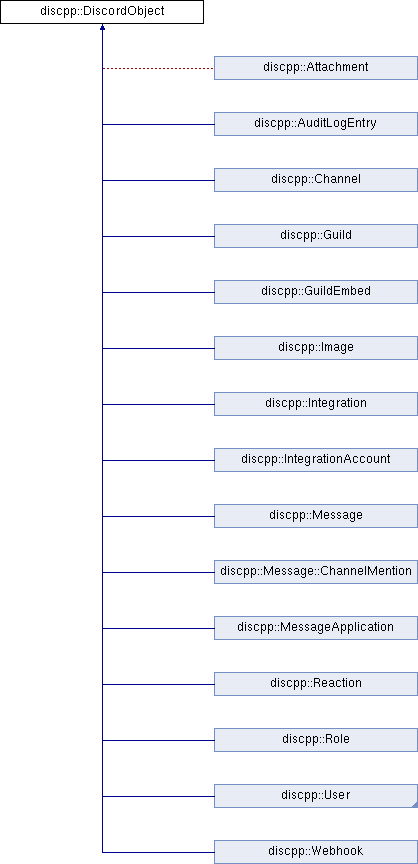 discpp::DiscordObject
discpp::Attachment
discpp::AuditLogEntry
discpp::Channel
discpp::Guild
discpp::GuildEmbed
discpp::Image
discpp::Integration
discpp::IntegrationAccount
discpp::Message
discpp::Message::ChannelMention
discpp::MessageApplication
discpp::Reaction
discpp::Role
discpp::User
discpp::Webhook